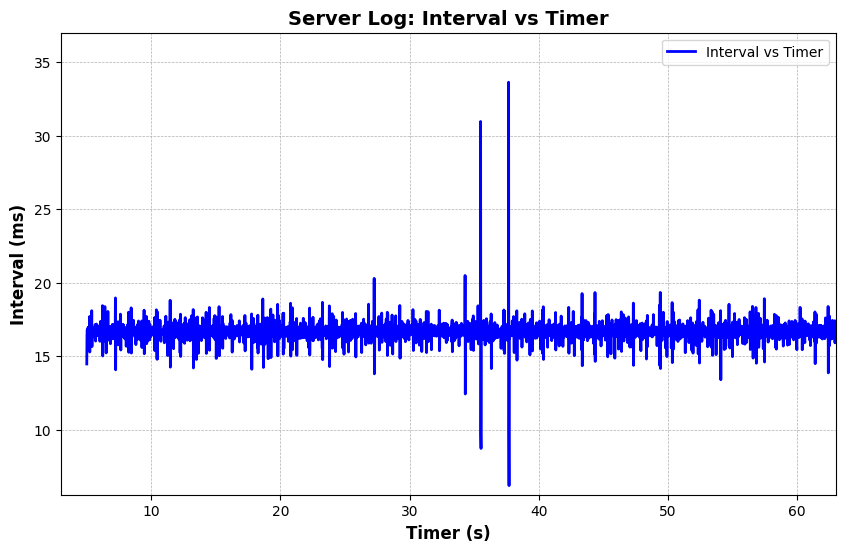 Server Log: Interval vs Timer
Interval vs Timer
35
30
25
20
15
10
Interval (ms)
10 20 30 40 50 60
Timer (s)